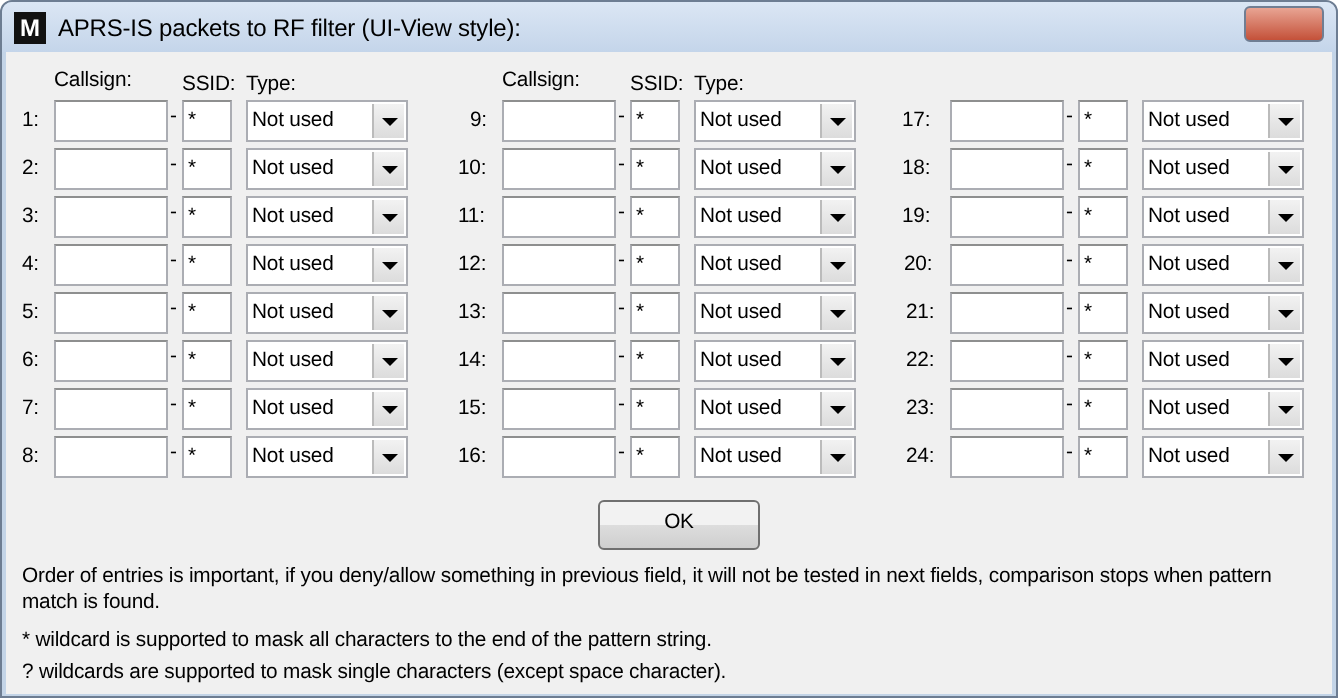 M APRS-IS packets to RF filter (UI-View style):
Callsign: SSID: Type: Callsign: SSID: Type:
1: - * Not used 9: - * Not used 17: - * Not used
2: - * Not used 10: - * Not used 18: - * Not used
3: - * Not used 11: - * Not used 19: - * Not used
4: - * Not used 12: - * Not used 20: - * Not used
5: - * Not used 13: - * Not used 21: - * Not used
6: - * Not used 14: - * Not used 22: - * Not used
7: - * Not used 15: - * Not used 23: - * Not used
8: - * Not used 16: - * Not used 24: - * Not used
OK
Order of entries is important, if you deny/allow something in previous field, it will not be tested in next fields, comparison stops when pattern
match is found.
* wildcard is supported to mask all characters to the end of the pattern string.
? wildcards are supported to mask single characters (except space character).